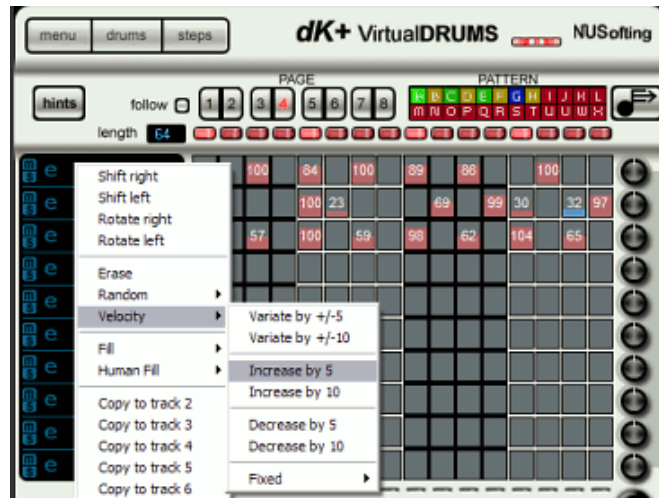 menu drums steps dK+ VirtualDRUMS NUSofting
PAGE PATTERN
hints follow 1 2 3 4 5 6 7 8 A B C D E F G H I J K L
M N O P Q R S T U V W X
length 64
m s e 100 84 100 89 86 100
m s e 100 23 69 99 30 32 97
m s e 57 100 59 98 62 104 65
m s e
m s e
m s e
m s e
m s e
m s e
m s e
Shift right
Shift left
Rotate right
Rotate left
Erase
Random
Velocity
Fill
Human Fill
Copy to track 2
Copy to track 3
Copy to track 4
Copy to track 5
Copy to track 6
Variate by +/-5
Variate by +/-10
Increase by 5
Increase by 10
Decrease by 5
Decrease by 10
Fixed